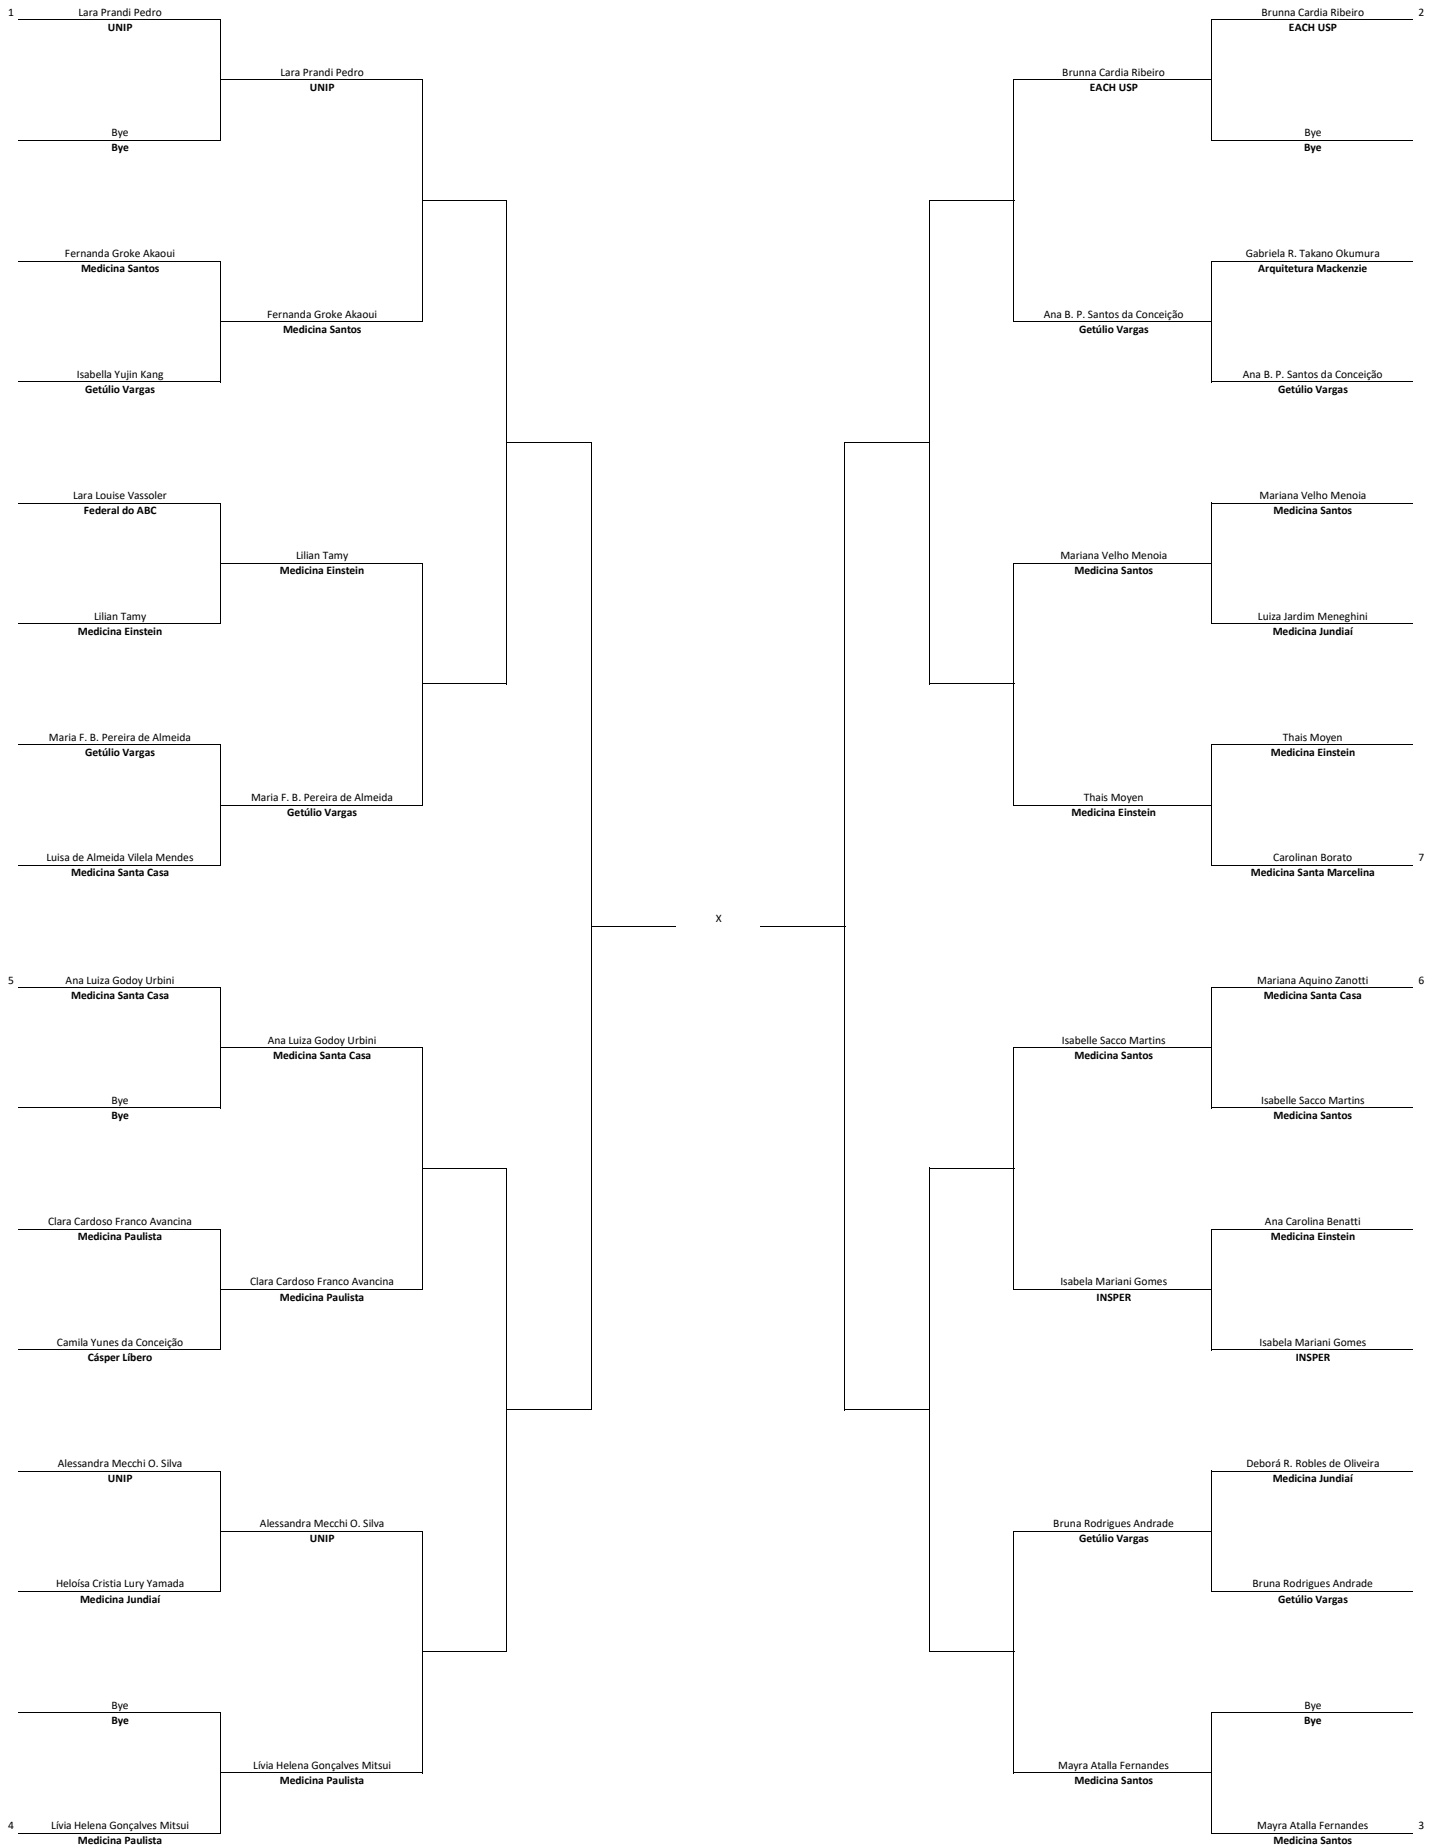 1
Lara Prandi Pedro
UNIP
Lara Prandi Pedro
UNIP
Bye
Bye
Fernanda Groke Akaoui
Medicina Santos
Fernanda Groke Akaoui
Medicina Santos
Isabella Yujin Kang
Getúlio Vargas
Lara Louise Vassoler
Federal do ABC
Lilian Tamy
Medicina Einstein
Lilian Tamy
Medicina Einstein
Maria F. B. Pereira de Almeida
Getúlio Vargas
Maria F. B. Pereira de Almeida
Getúlio Vargas
Luisa de Almeida Vilela Mendes
Medicina Santa Casa
5
Ana Luiza Godoy Urbini
Medicina Santa Casa
Ana Luiza Godoy Urbini
Medicina Santa Casa
Bye
Bye
Clara Cardoso Franco Avancina
Medicina Paulista
Clara Cardoso Franco Avancina
Medicina Paulista
Camila Yunes da Conceição
Cásper Líbero
Alessandra Mecchi O. Silva
UNIP
Alessandra Mecchi O. Silva
UNIP
Heloísa Cristia Lury Yamada
Medicina Jundiaí
Bye
Bye
Lívia Helena Gonçalves Mitsui
Medicina Paulista
4
Lívia Helena Gonçalves Mitsui
Medicina Paulista
X
Brunna Cardia Ribeiro
2
EACH USP
Brunna Cardia Ribeiro
EACH USP
Bye
Bye
Gabriela R. Takano Okumura
Arquitetura Mackenzie
Ana B. P. Santos da Conceição
Getúlio Vargas
Ana B. P. Santos da Conceição
Getúlio Vargas
Mariana Velho Menoia
Medicina Santos
Mariana Velho Menoia
Medicina Santos
Luiza Jardim Meneghini
Medicina Jundiaí
Thais Moyen
Medicina Einstein
Thais Moyen
Medicina Einstein
Carolinan Borato
7
Medicina Santa Marcelina
Mariana Aquino Zanotti
6
Medicina Santa Casa
Isabelle Sacco Martins
Medicina Santos
Isabelle Sacco Martins
Medicina Santos
Ana Carolina Benatti
Medicina Einstein
Isabela Mariani Gomes
INSPER
Isabela Mariani Gomes
INSPER
Deborá R. Robles de Oliveira
Medicina Jundiaí
Bruna Rodrigues Andrade
Getúlio Vargas
Bruna Rodrigues Andrade
Getúlio Vargas
Bye
Bye
Mayra Atalla Fernandes
Medicina Santos
Mayra Atalla Fernandes
3
Medicina Santos